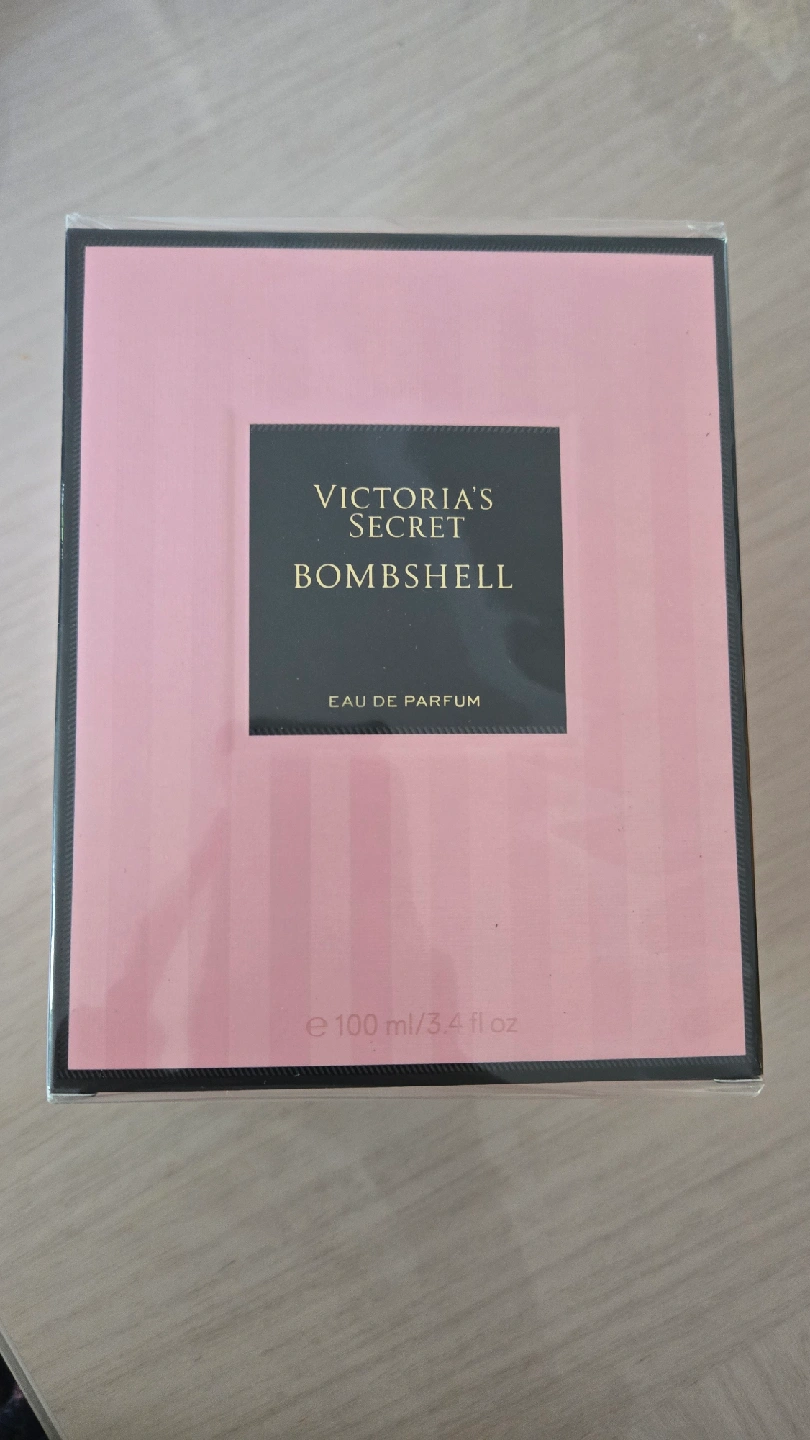 VICTORIA'S
SECRET
BOMBSHELL
EAU DE PARFUM
℮ 100 ml/3.4 fl oz